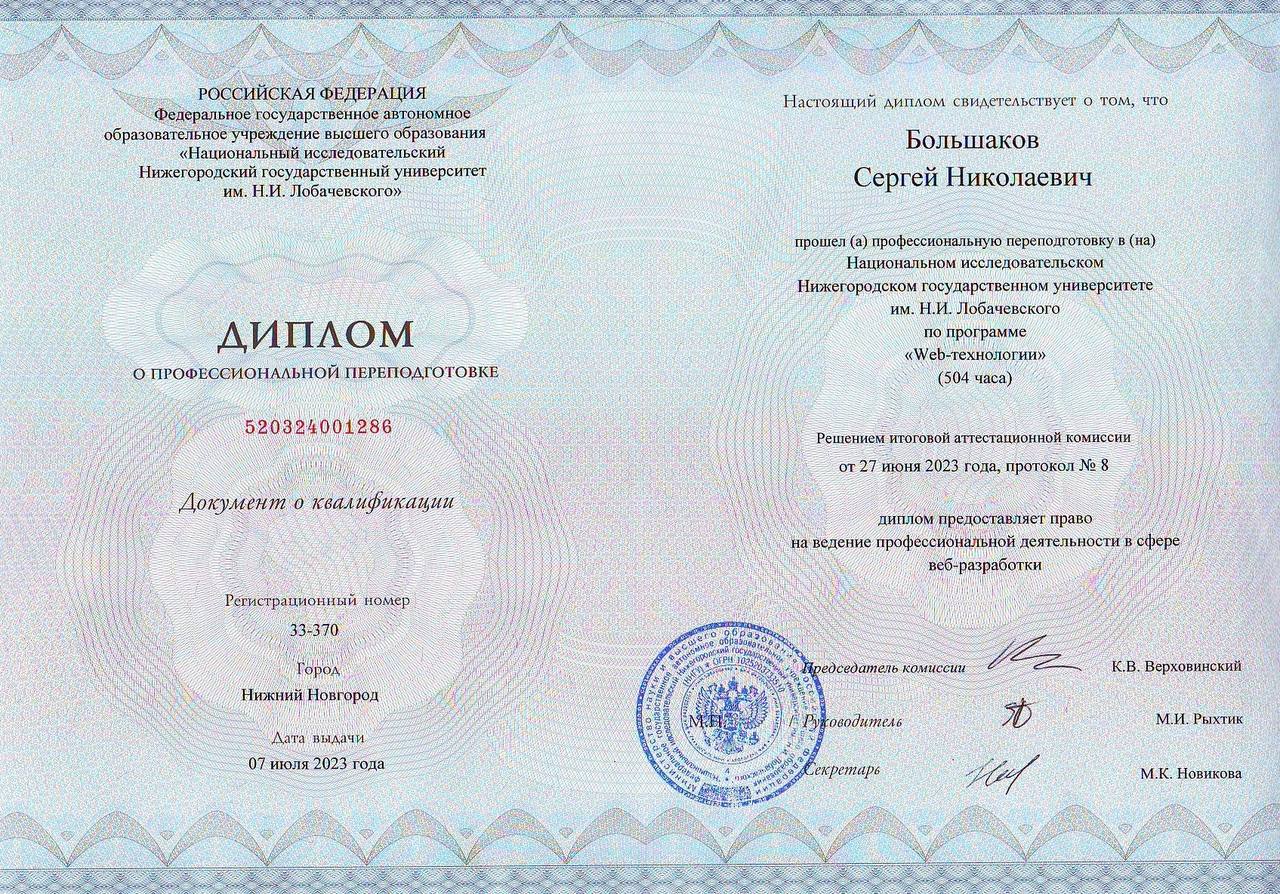 РОССИЙСКАЯ ФЕДЕРАЦИЯ
Федеральное государственное автономное
образовательное учреждение высшего образования
«Национальный исследовательский
Нижегородский государственный университет
им. Н.И. Лобачевского»
ДИПЛОМ
О ПРОФЕССИОНАЛЬНОЙ ПЕРЕПОДГОТОВКЕ
520324001286
Документ о квалификации
Регистрационный номер
33-370
Город
Нижний Новгород
Дата выдачи
07 июля 2023 года
Настоящий диплом свидетельствует о том, что
Большаков
Сергей Николаевич
прошел (а) профессиональную переподготовку в (на)
Национальном исследовательском
Нижегородском государственном университете
им. Н.И. Лобачевского
по программе
«Web-технологии»
(504 часа)
Решением итоговой аттестационной комиссии
от 27 июня 2023 года, протокол № 8
диплом предоставляет право
на ведение профессиональной деятельности в сфере
веб-разработки
Председатель комиссии К.В. Верховинский
М.П. Руководитель М.И. Рыхтик
Секретарь М.К. Новикова